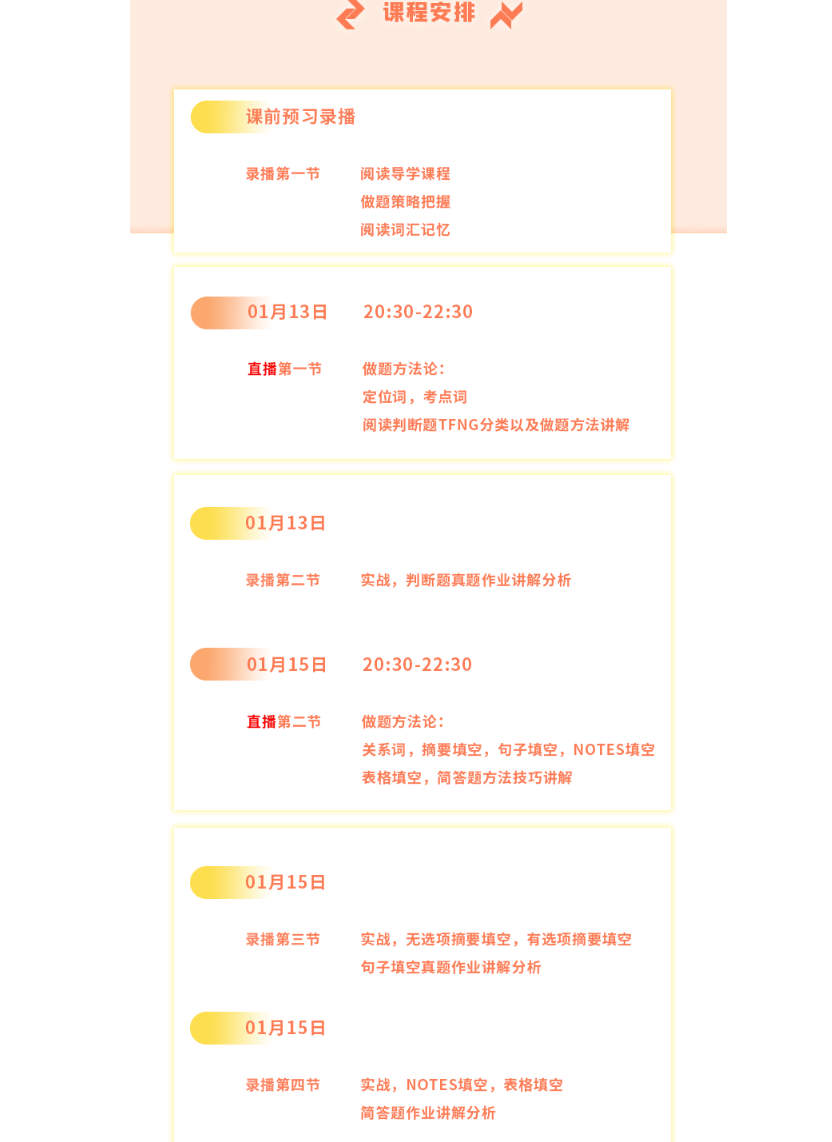 课程安排
课前预习录播
录播第一节 阅读导学课程
做题策略把握
阅读词汇记忆
01月13日 20:30-22:30
直播第一节 做题方法论：
定位词，考点词
阅读判断题TFNG分类以及做题方法讲解
01月13日
录播第二节 实战，判断题真题作业讲解分析
01月15日 20:30-22:30
直播第二节 做题方法论：
关系词，摘要填空，句子填空，NOTES填空
表格填空，简答题方法技巧讲解
01月15日
录播第三节 实战，无选项摘要填空，有选项摘要填空
句子填空真题作业讲解分析
01月15日
录播第四节 实战，NOTES填空，表格填空
简答题作业讲解分析